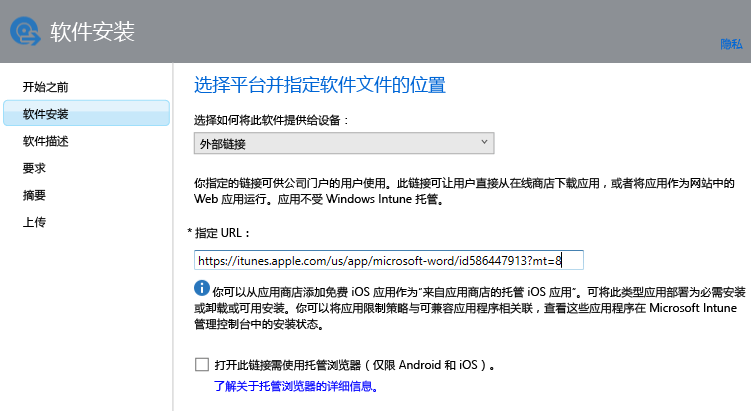 软件安装
隐私
开始之前
软件安装
软件描述
要求
摘要
上传
选择平台并指定软件文件的位置
选择如何将此软件提供给设备：
外部链接
你指定的链接可供公司门户的用户使用。此链接可让用户直接从在线商店下载应用，或者将应用作为网站中的
Web 应用运行。应用不受 Windows Intune 托管。
* 指定 URL：
https://itunes.apple.com/us/app/microsoft-word/id586447913?mt=8
你可以从应用商店添加免费 iOS 应用作为“来自应用商店的托管 iOS 应用”。可将此类型应用部署为必需安装
或卸载或可用安装。你可以将应用限制策略与可兼容应用程序相关联，查看这些应用程序在 Microsoft Intune
管理控制台中的安装状态。
打开此链接需使用托管浏览器（仅限 Android 和 iOS）。
了解关于托管浏览器的详细信息。